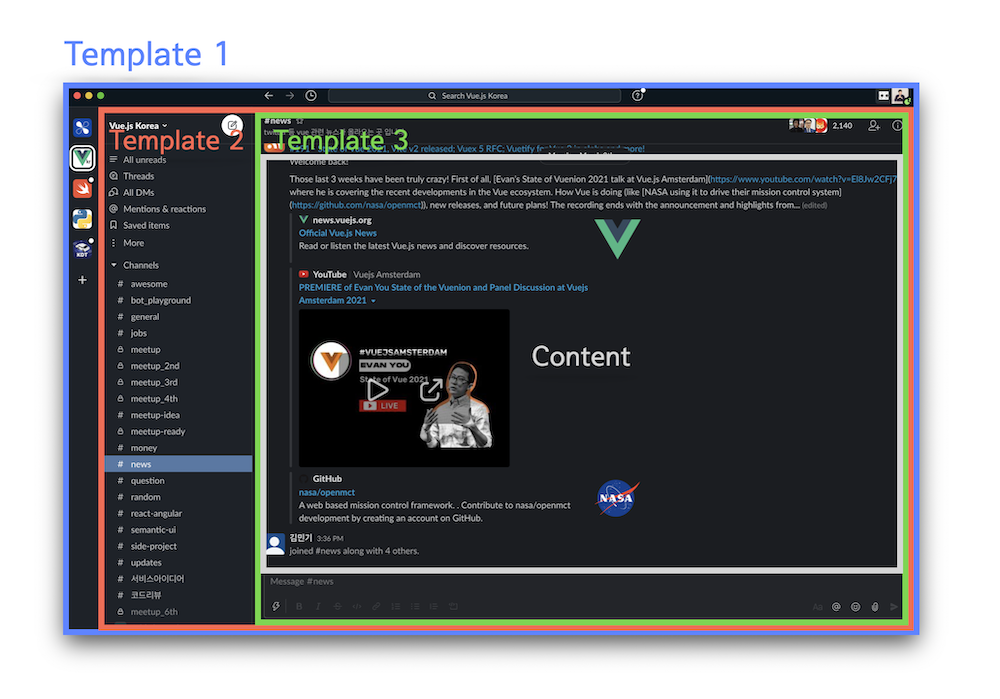 Template 1
Search Vue.js Korea
Vue.js Korea
Template 2
All unreads
Threads
All DMs
Mentions & reactions
Saved items
More
Channels
# awesome
# bot_playground
# general
# jobs
meetup
meetup_2nd
meetup_3rd
meetup_4th
# meetup-idea
meetup-ready
# money
# news
# question
# random
# react-angular
# semantic-ui
# side-project
# updates
# 서비스아이디어
# 코드리뷰
meetup_6th
KDT
#news
2,140
Template 3
Welcome back!
Those last 3 weeks have been truly crazy! First of all, [Evan's State of Vuenion 2021 talk at Vue.js Amsterdam](https://www.youtube.com/watch?v=El8Jw2CFj7
where he is covering the recent developments in the Vue ecosystem. How Vue is doing (like [NASA using it to drive their mission control system]
(https://github.com/nasa/openmct)), new releases, and future plans! The recording ends with the announcement and highlights from... (edited)
news.vuejs.org
Official Vue.js News
Read or listen the latest Vue.js news and discover resources.
YouTube Vuejs Amsterdam
PREMIERE of Evan You State of the Vuenion and Panel Discussion at Vuejs
Amsterdam 2021
#VUEJSAMSTERDAM
EVAN YOU
State of Vue 2021
LIVE
Content
GitHub
nasa/openmct
A web based mission control framework. . Contribute to nasa/openmct
development by creating an account on GitHub.
NASA
김민기 3:36 PM
joined #news along with 4 others.
Message #news